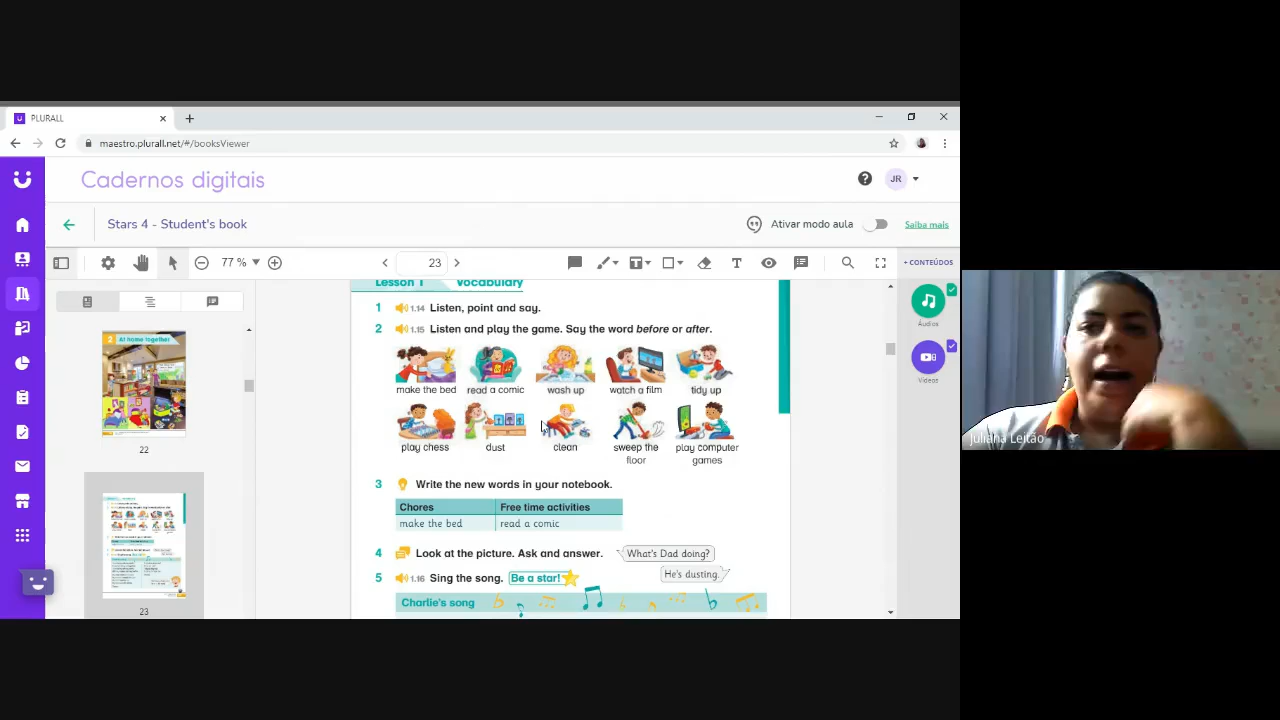 PLURALL
maestro.plurall.net/#/booksViewer
Cadernos digitais
JR
Stars 4 - Student's book
Ativar modo aula
Saiba mais
77 %
23
+ CONTEÚDOS
Áudios
Vídeos
2 At home together
22
23
Lesson 1 Vocabulary
1 1.14 Listen, point and say.
2 1.15 Listen and play the game. Say the word before or after.
make the bed read a comic wash up watch a film tidy up
play chess dust clean sweep the floor play computer games
3 Write the new words in your notebook.
Chores Free time activities
make the bed read a comic
4 Look at the picture. Ask and answer.
What's Dad doing?
He's dusting.
5 1.16 Sing the song. Be a star!
Charlie's song
Juliana Leitão